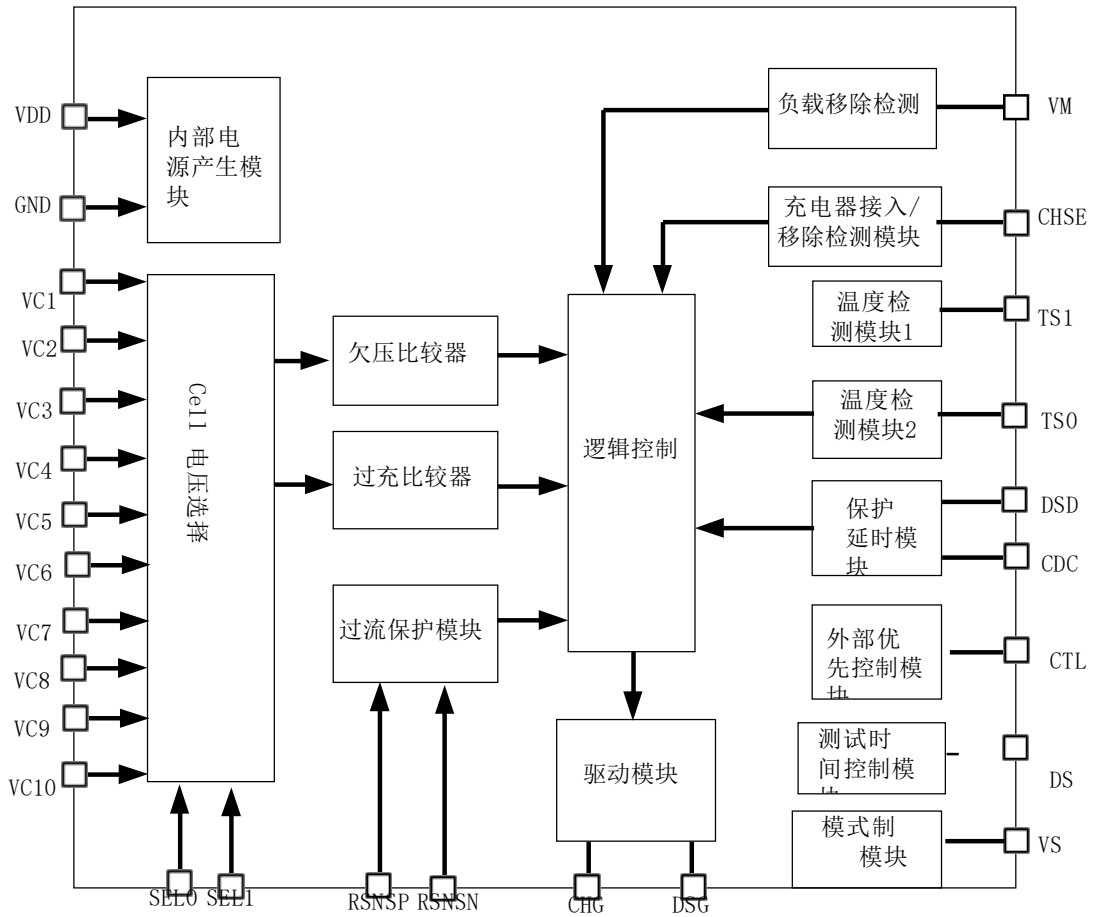 VDD
GND
VC1
VC2
VC3
VC4
VC5
VC6
VC7
VC8
VC9
VC10
内部电
源产生模
块
Cell 电压选择
SEL0
SEL1
欠压比较器
过充比较器
过流保护模块
RSNSP
RSNSN
逻辑控制
驱动模块
CHG
DSG
负载移除检测
VM
充电器接入/
移除检测模块
CHSE
温度检
测模块1
TS1
温度检
测模块2
TS0
保护
延时模
块
DSD
CDC
外部优
先控制模
块
CTL
测试时
间控制模
块
DS
模式制
模块
VS